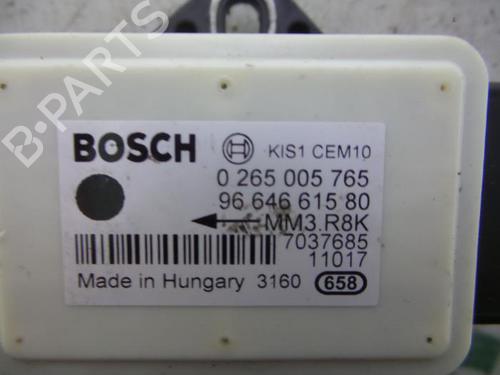 B-PARTS
BOSCH KIS1 CEM10
0 265 005 765
96 646 615 80
MM3.R8K
7037685
11017
Made in Hungary 3160 658